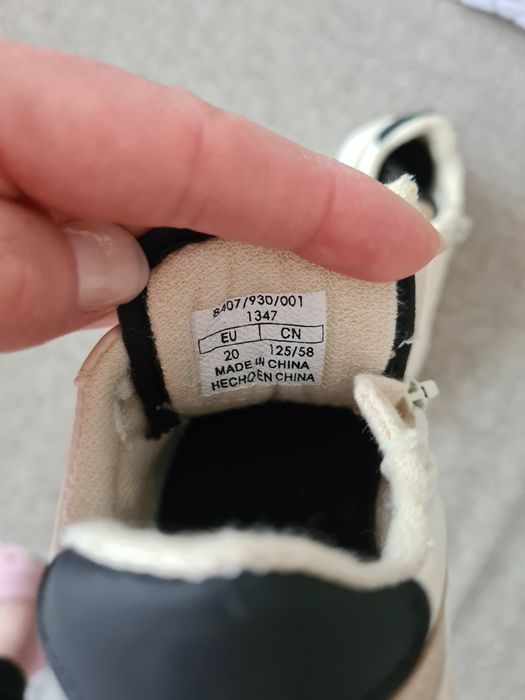 8407/930/001
1347
EU CN
20 125/58
MADE IN CHINA
HECHO EN CHINA